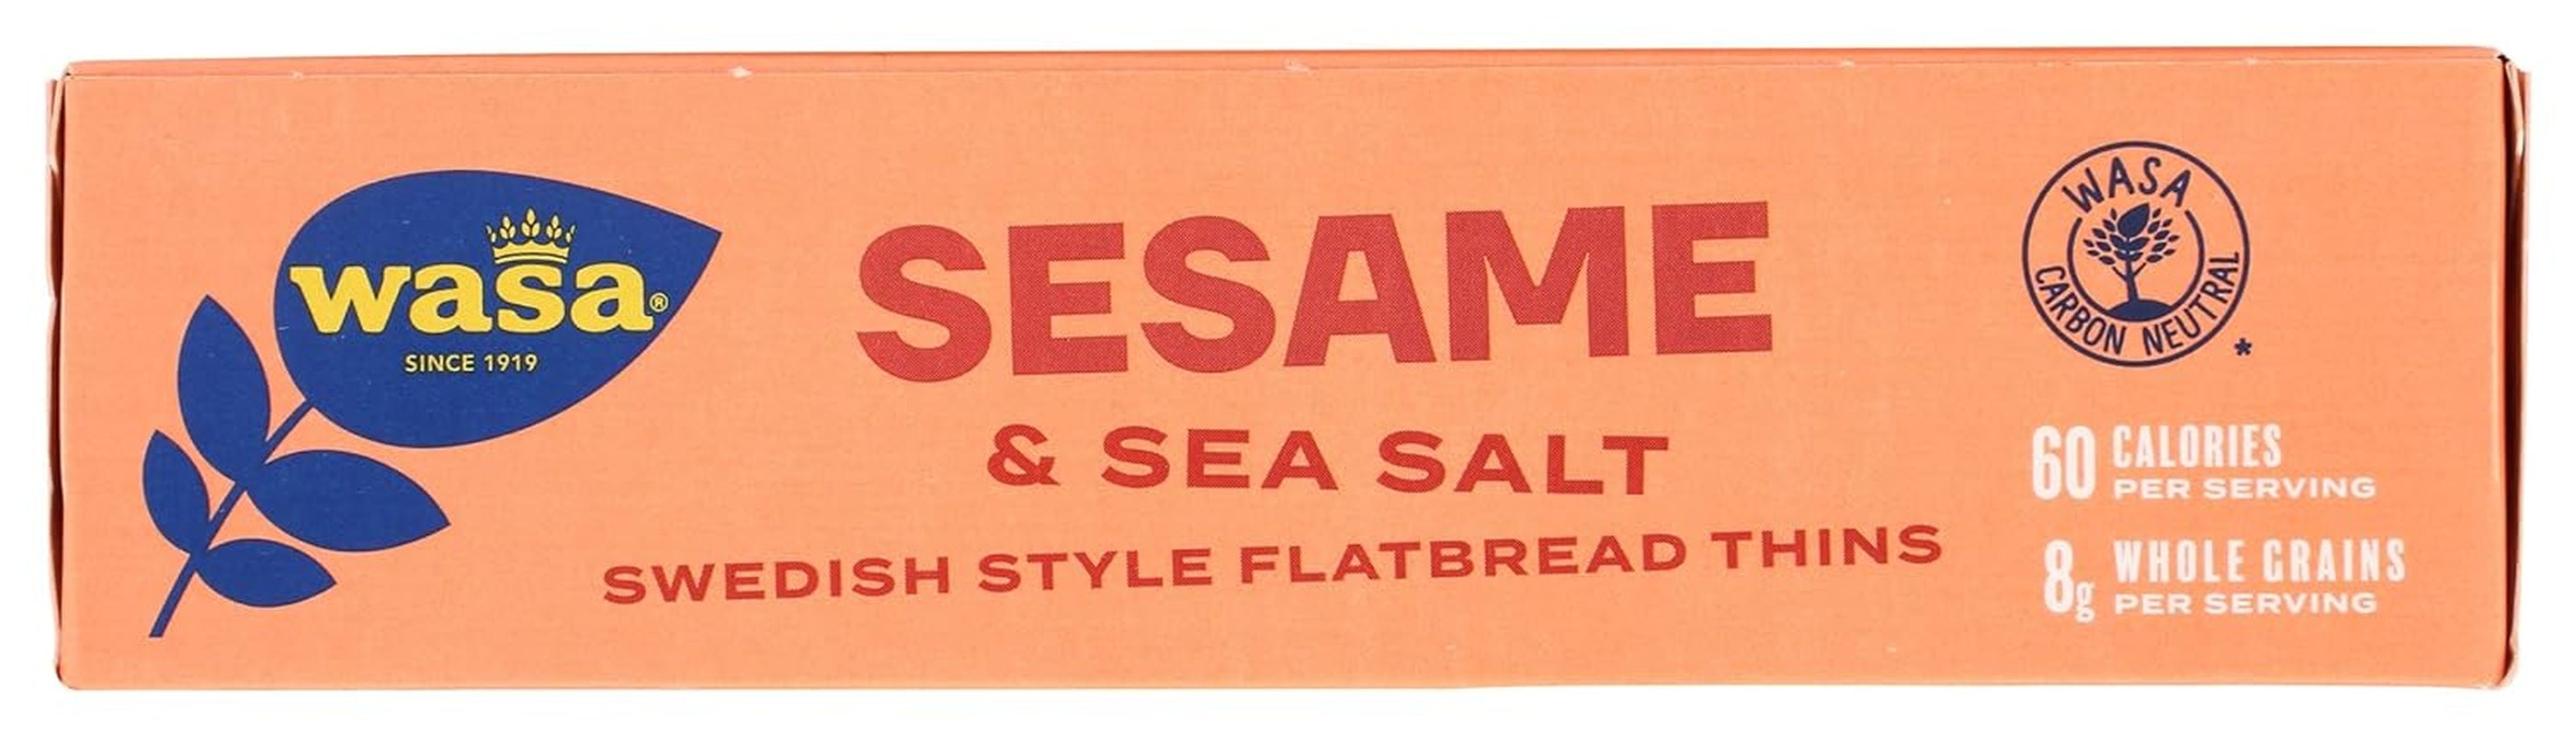 wasa®
SINCE 1919
SESAME
& SEA SALT
SWEDISH STYLE FLATBREAD THINS
WASA
CARBON NEUTRAL
*
60 CALORIES
PER SERVING
8g WHOLE GRAINS
PER SERVING